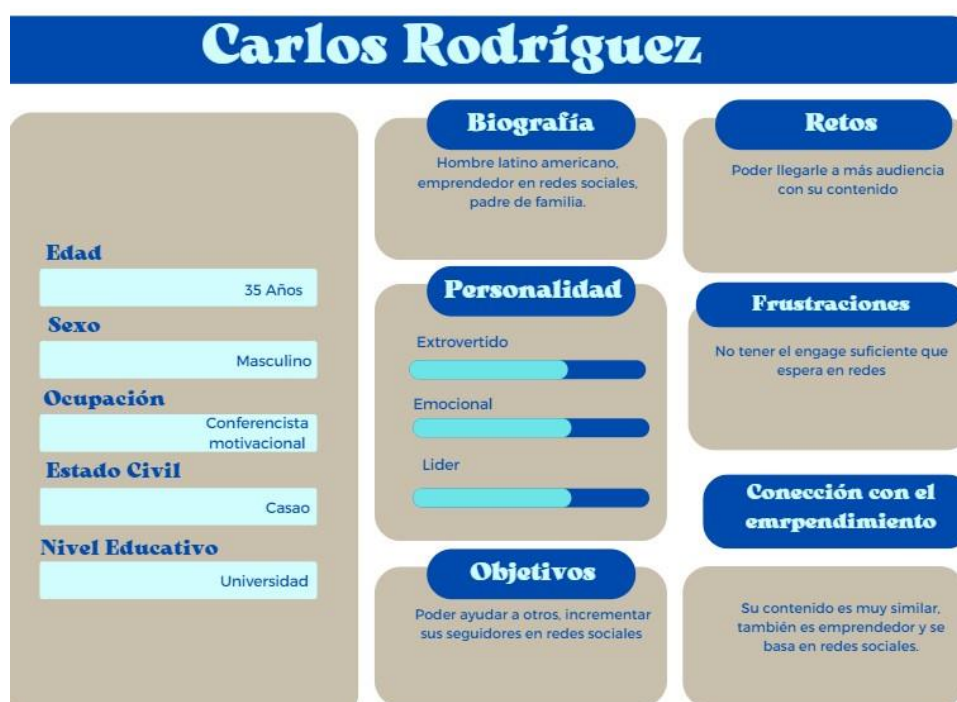 Carlos Rodríguez
Edad
35 Años
Sexo
Masculino
Ocupación
Conferencista
motivacional
Estado Civil
Casao
Nivel Educativo
Universidad
Biografía
Hombre latino americano,
emprendedor en redes sociales,
padre de familia.
Personalidad
Extrovertido
Emocional
Lider
Objetivos
Poder ayudar a otros, incrementar
sus seguidores en redes sociales
Retos
Poder llegarle a más audiencia
con su contenido
Frustraciones
No tener el engage suficiente que
espera en redes
Conección con el
emrpendimiento
Su contenido es muy similar,
también es emprendedor y se
basa en redes sociales.